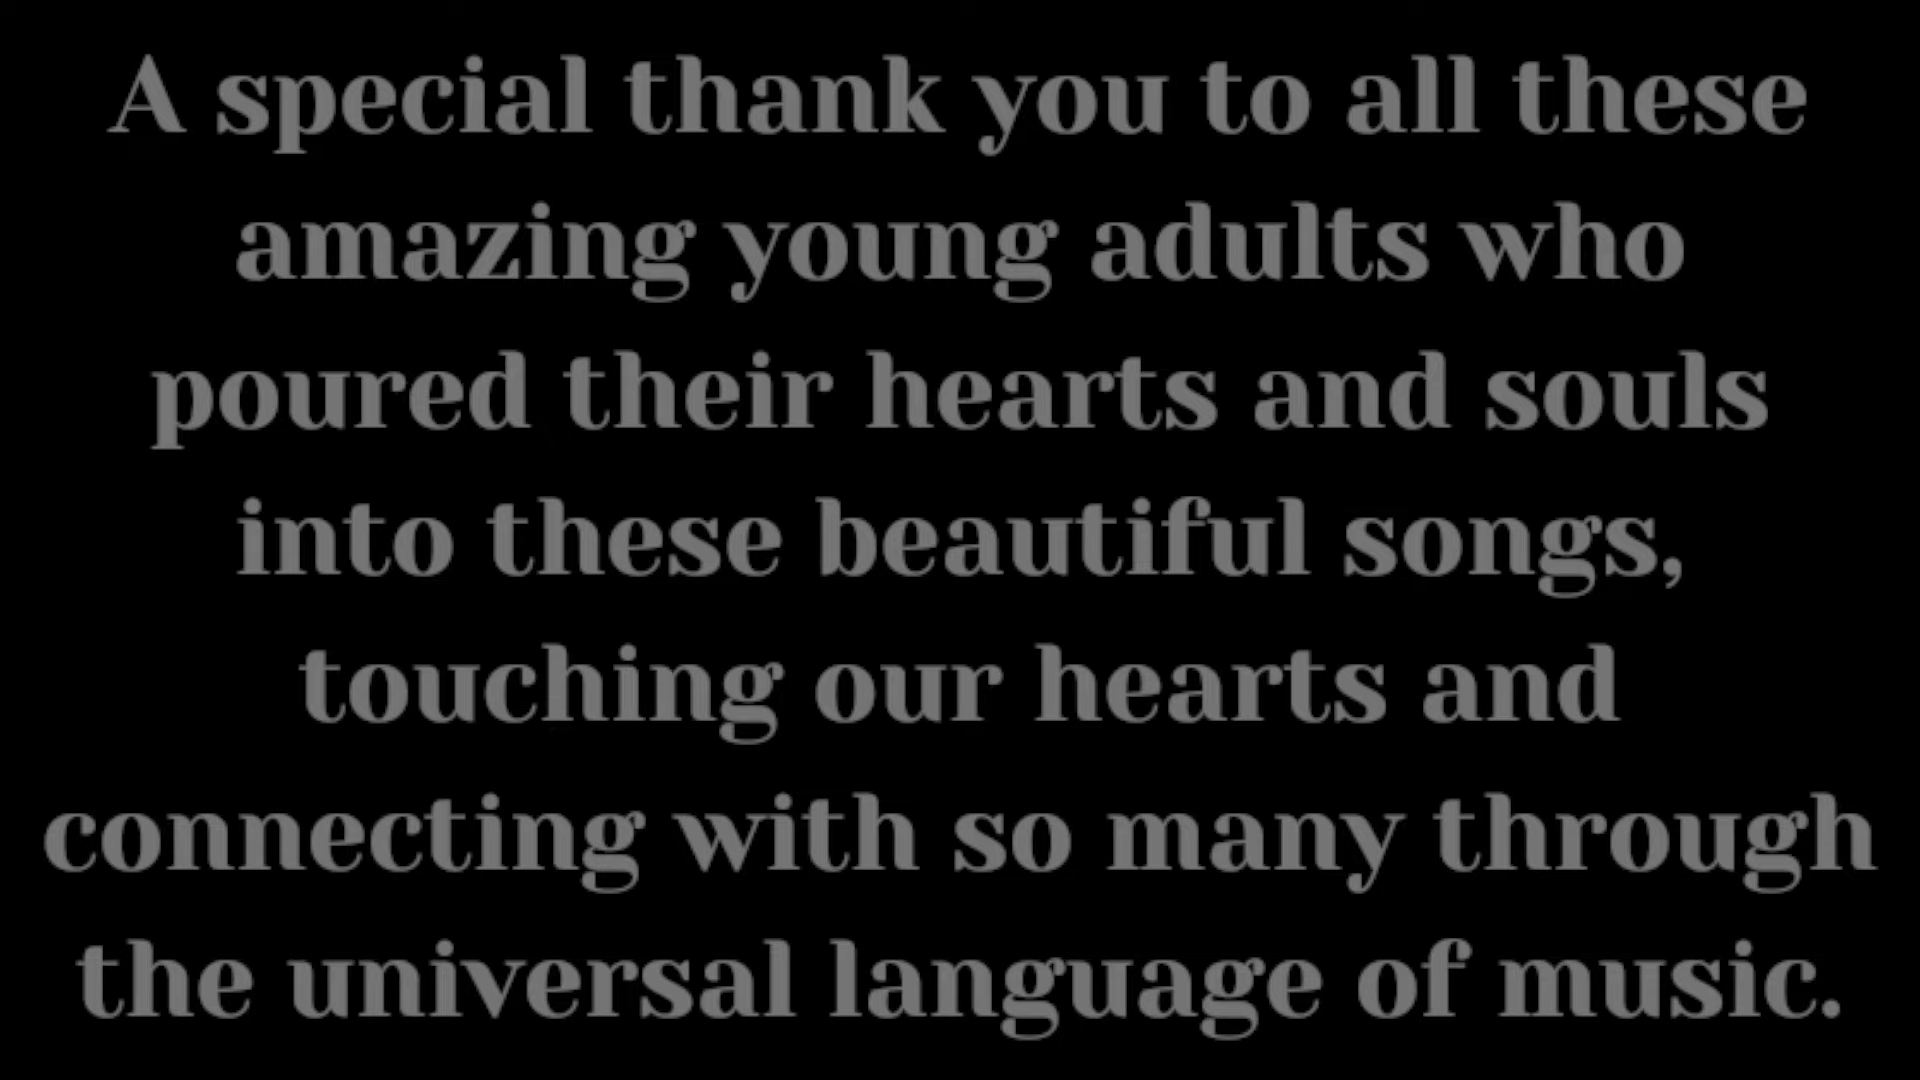 A special thank you to all these
amazing young adults who
poured their hearts and souls
into these beautiful songs,
touching our hearts and
connecting with so many through
the universal language of music.